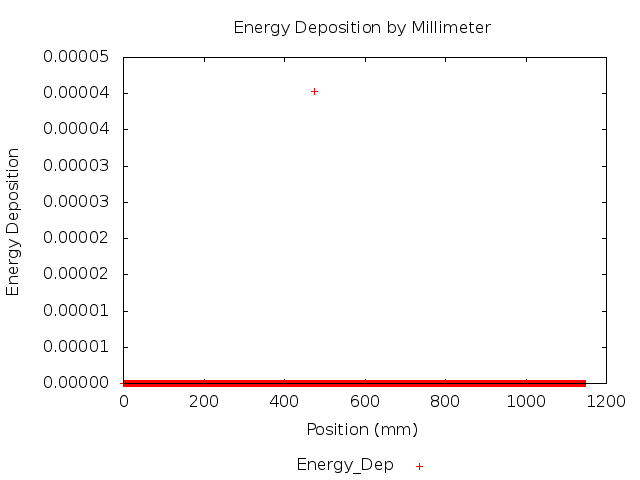 Energy Deposition by Millimeter
0.00005
0.00004
0.00004
0.00003
0.00003
0.00002
0.00002
0.00001
0.00001
0.00000
Energy Deposition
0 200 400 600 800 1000 1200
Position (mm)
Energy_Dep